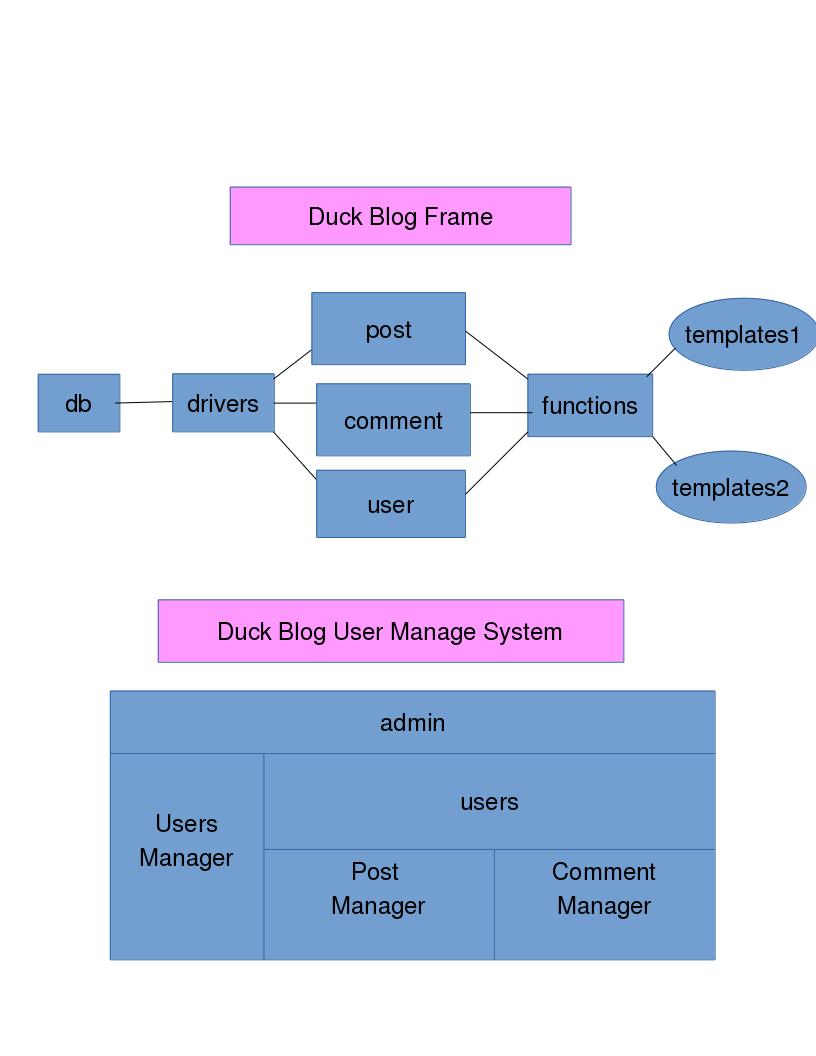 Duck Blog Frame
post
templates1
db
drivers
comment
functions
user
templates2
Duck Blog User Manage System
admin
Users
Manager
users
Post
Manager
Comment
Manager